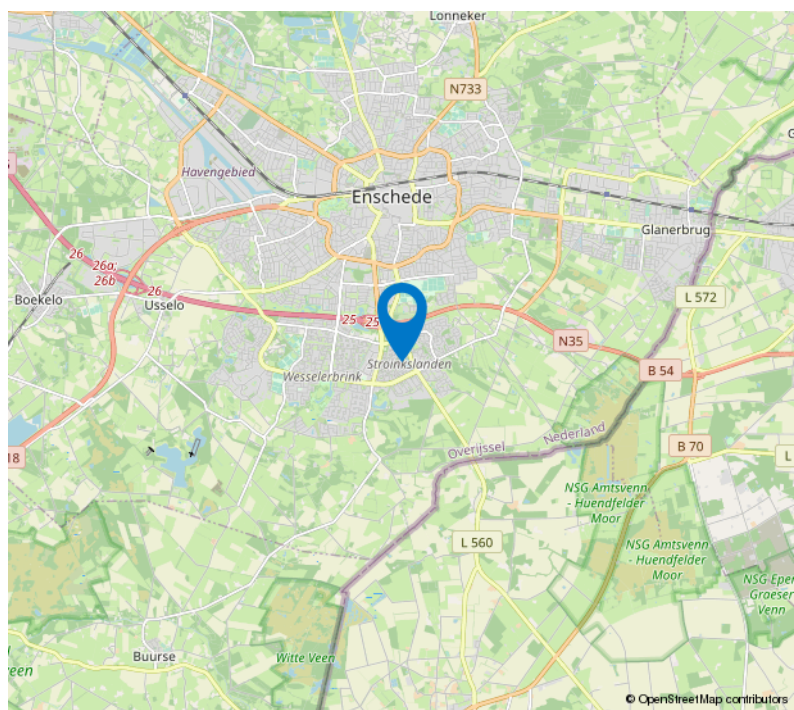 Lonneker
N733
Havengebied
Enschede
Glanerbrug
26
26a;
26b
26
L 572
Boekelo
Usselo
25
25
N35
Stroinkslanden
B 54
Wesselerbrink
Nederland
Overijssel
B 70
L
18
NSG Amtsvenn
- Huendfelder
Moor
L 560
NSG Amtsvenn
- Huendfelder
Moor
NSG Eper
Graeser
Venn
Buurse
Witte Veen
veen
© OpenStreetMap contributors